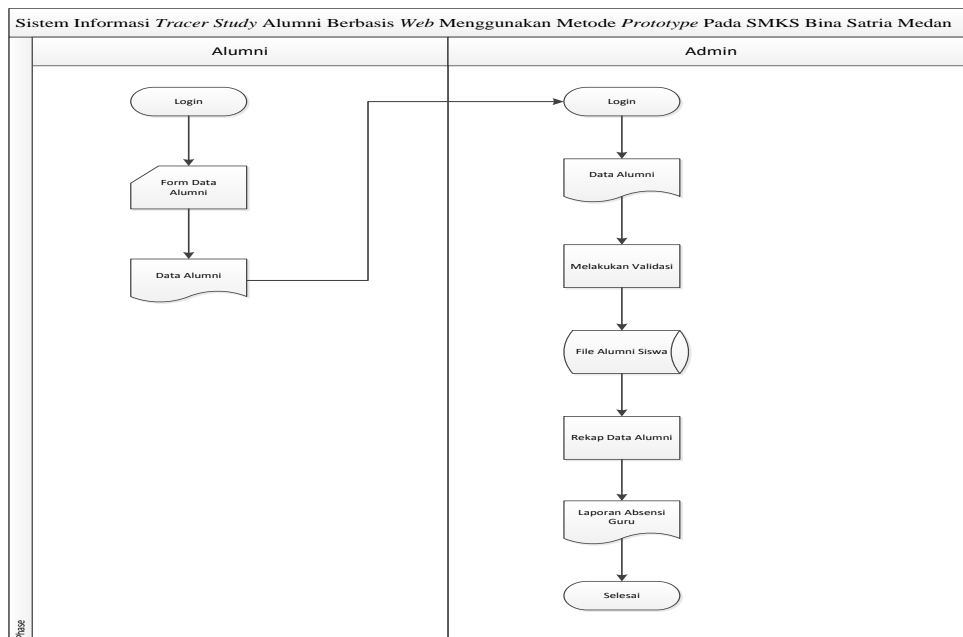 Sistem Informasi Tracer Study Alumni Berbasis Web Menggunakan Metode Prototype Pada SMKS Bina Satria Medan
Alumni
Admin
Login
Form Data
Alumni
Data Alumni
Login
Data Alumni
Melakukan Validasi
File Alumni Siswa
Rekap Data Alumni
Laporan Absensi
Guru
Selesai
Phase